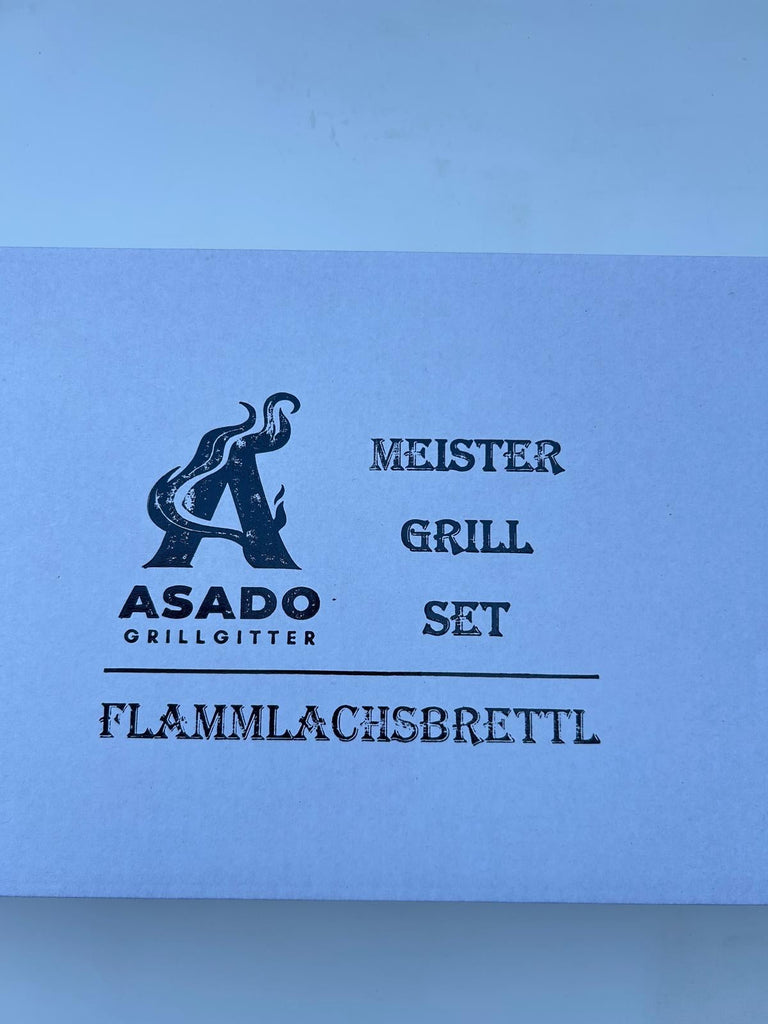 ASADO
GRILLGITTER
MEISTER
GRILL
SET
FLAMMLACHSBRETTL